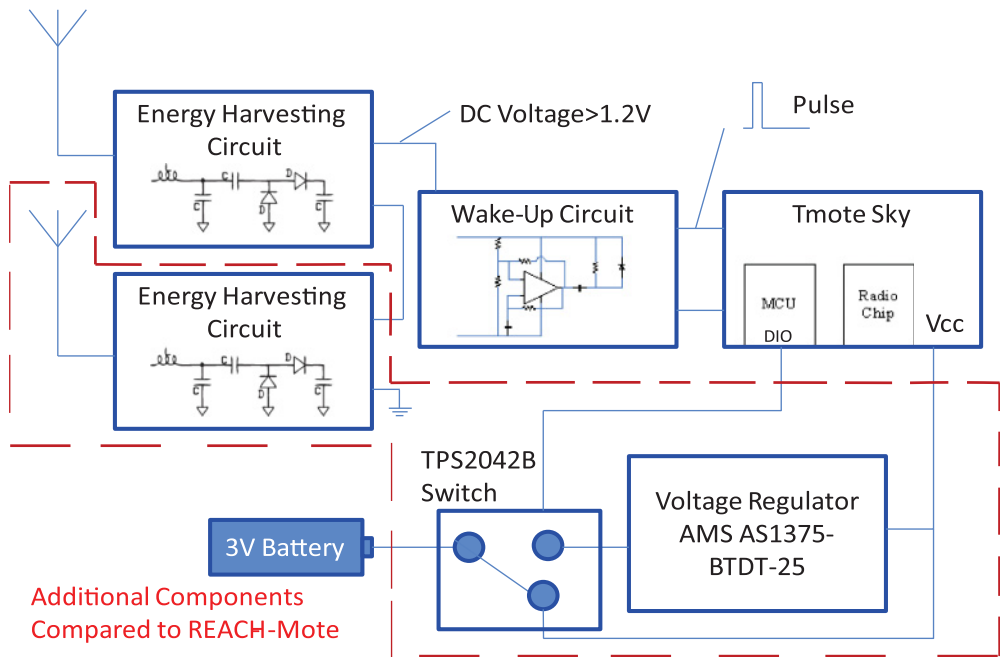 Energy Harvesting
Circuit
C
C
D
D
C
DC Voltage>1.2V
Pulse
Wake-Up Circuit
Tmote Sky
MCU
DIO
Radio
Chip
Vcc
Energy Harvesting
Circuit
C
C
D
D
C
TPS2042B
Switch
3V Battery
Voltage Regulator
AMS AS1375-
BTDT-25
Additional Components
Compared to REACH-Mote